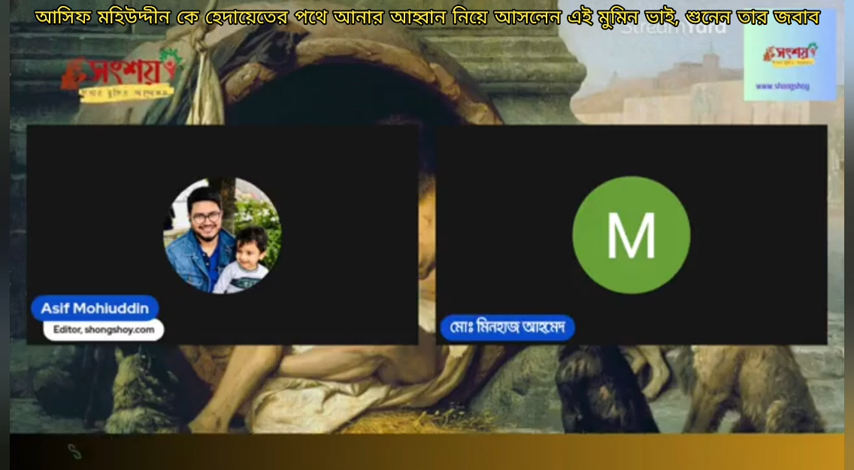 আসিফ মহিউদ্দীন কে হেদায়েতের পথে আনার আহ্বান নিয়ে আসলেন এই মুমিন ভাই, শুনেন তার জবাব
StreamYard
সংশয়
সংশয়
www.shongshoy
M
Asif Mohiuddin
Editor, shongshoy.com
মোঃ মিনহাজ আহমেদ